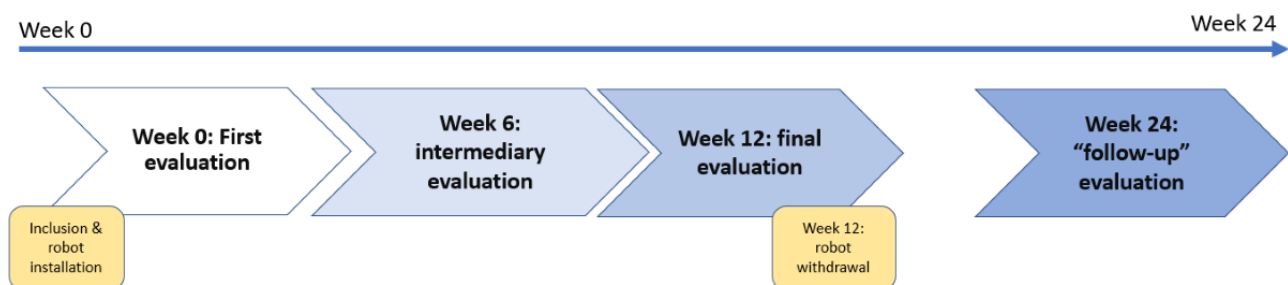 Week 0
Week 24
Week 0: First
evaluation
Week 6:
intermediary
evaluation
Week 12: final
evaluation
Week 24:
“follow-up”
evaluation
Inclusion &
robot
installation
Week 12:
robot
withdrawal